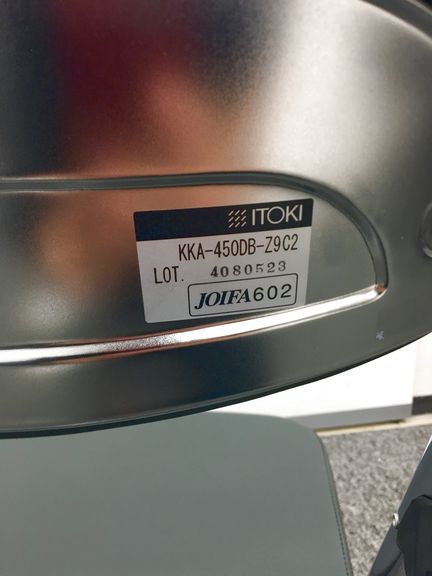 ITOKI
KKA-450DB-Z9C2
LOT. 4080523
JOIFA602